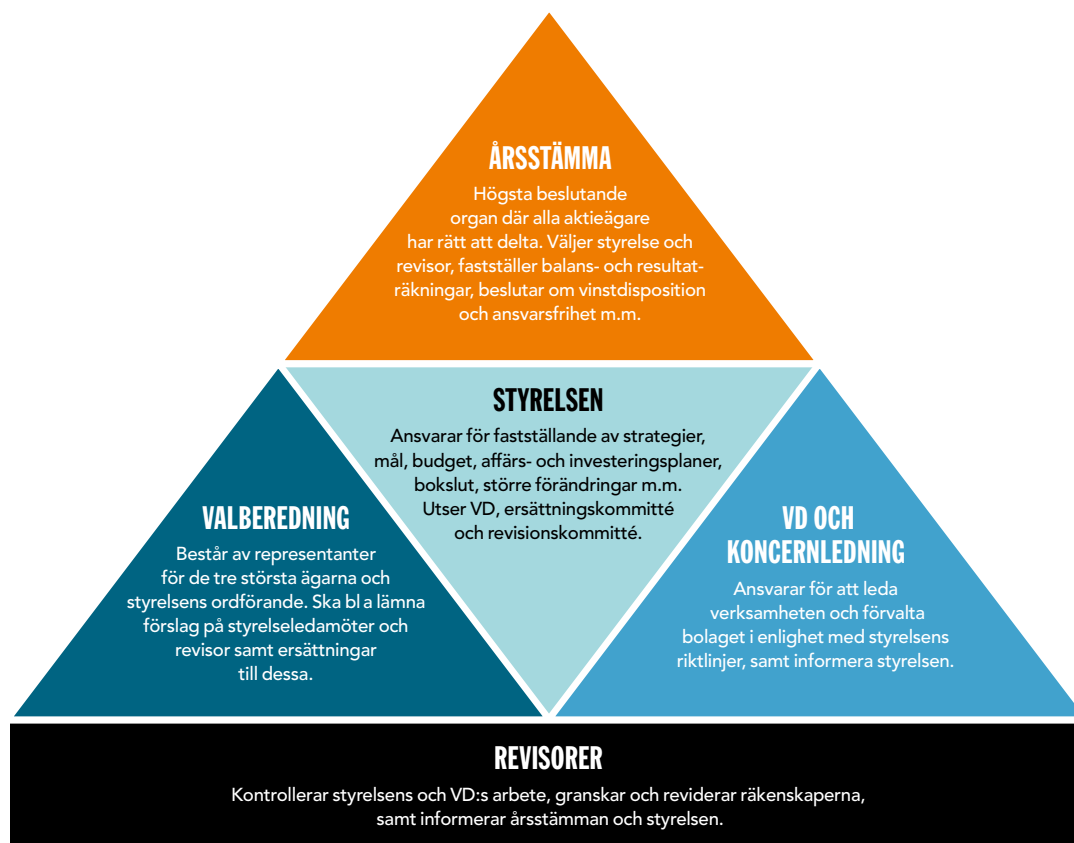 ÅRSSTÄMMA
Högsta beslutande
organ där alla aktieägare
har rätt att delta. Väljer styrelse och
revisor, fastställer balans- och resultat-
räkningar, beslutar om vinstdisposition
och ansvarsfrihet m.m.
STYRELSEN
Ansvarar för fastställande av strategier,
mål, budget, affärs- och investeringsplaner,
bokslut, större förändringar m.m.
Utser VD, ersättningskommitté
och revisionskommitté.
VALBEREDNING
Består av representanter
för de tre största ägarna och
styrelsens ordförande. Ska bl a lämna
förslag på styrelseledamöter och
revisor samt ersättningar
till dessa.
VD OCH
KONCERNLEDNING
Ansvarar för att leda
verksamheten och förvalta
bolaget i enlighet med styrelsens
riktlinjer, samt informera styrelsen.
REVISORER
Kontrollerar styrelsens och VD:s arbete, granskar och reviderar räkenskaperna,
samt informerar årsstämman och styrelsen.